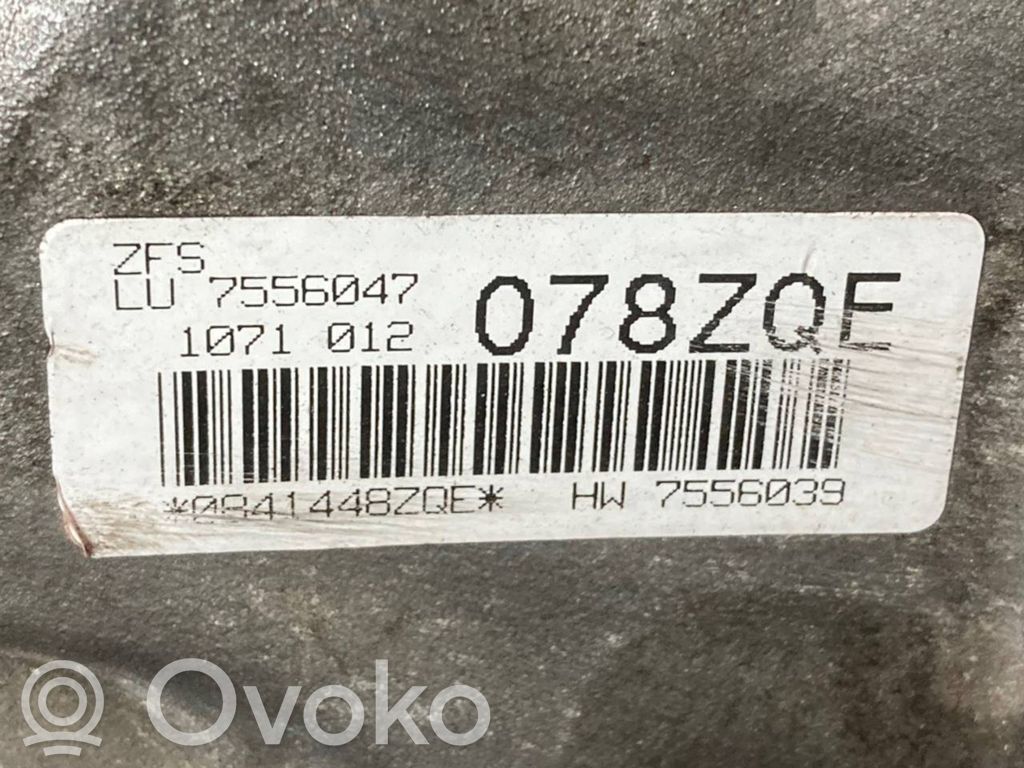 ZFS
LU 7556047
1071 012
078ZQE
*0841448ZQE* HW 7556039
Ovoko